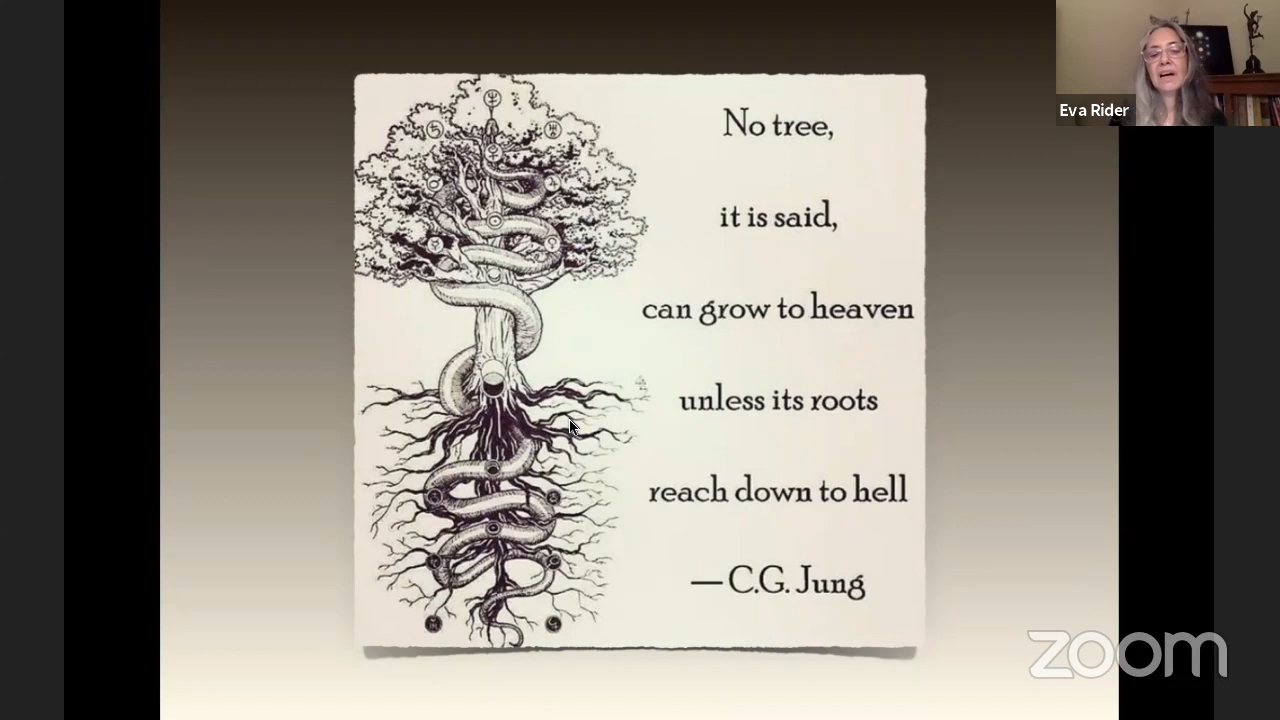 No tree,
it is said,
can grow to heaven
unless its roots
reach down to hell
— C.G. Jung
Eva Rider
zoom